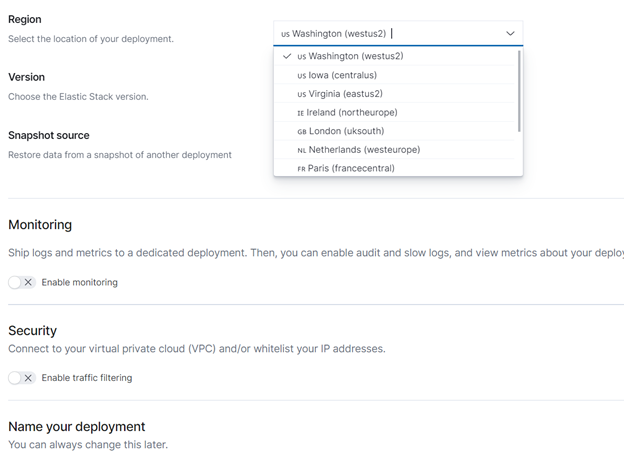 Region
Select the location of your deployment.
US Washington (westus2)
US Washington (westus2)
US Iowa (centralus)
US Virginia (eastus2)
IE Ireland (northeurope)
GB London (uksouth)
NL Netherlands (westeurope)
FR Paris (francecentral)
Version
Choose the Elastic Stack version.
Snapshot source
Restore data from a snapshot of another deployment
Monitoring
Ship logs and metrics to a dedicated deployment. Then, you can enable audit and slow logs, and view metrics about your deploy
Enable monitoring
Security
Connect to your virtual private cloud (VPC) and/or whitelist your IP addresses.
Enable traffic filtering
Name your deployment
You can always change this later.